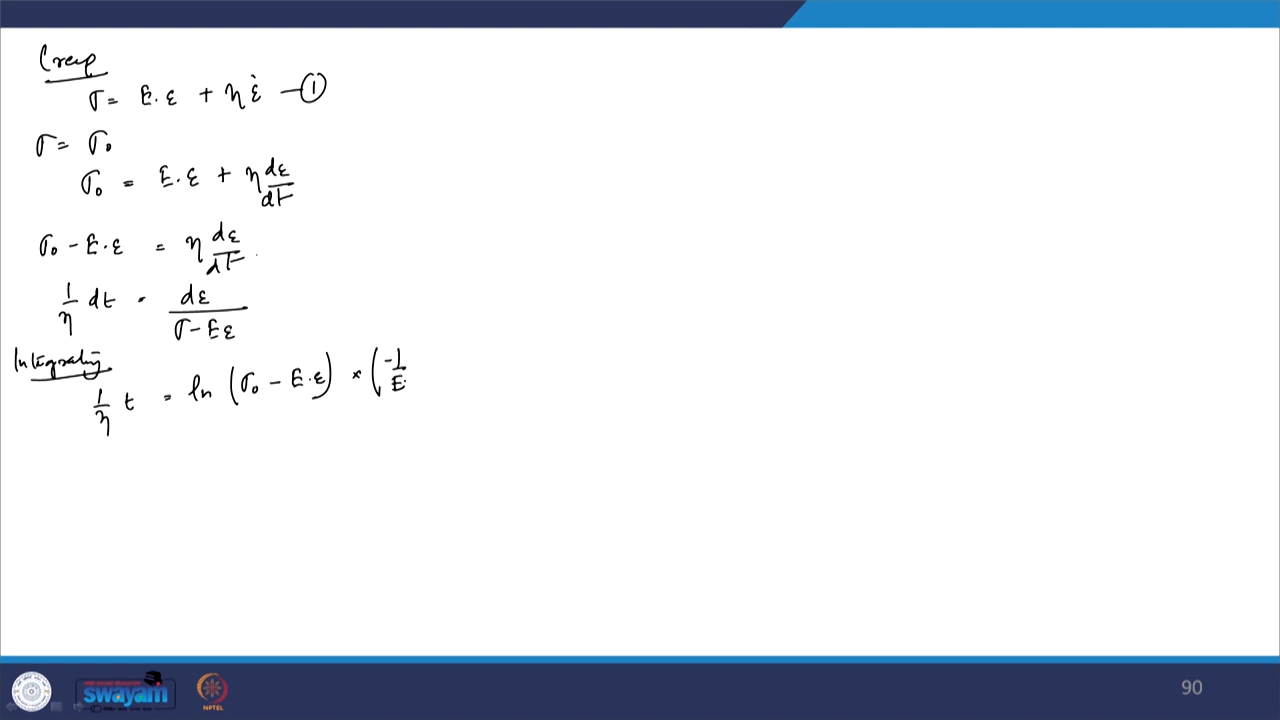 Creep
σ = E.ε + ηε̇ —①
σ = σ₀
σ₀ = E.ε + η dε/dt
σ₀ - E.ε = η dε/dt
1/η dt = dε/(σ - Eε)
Integrating
1/η t = ln (σ₀ - E.ε) × (-1/E
swayam
NPTEL
90